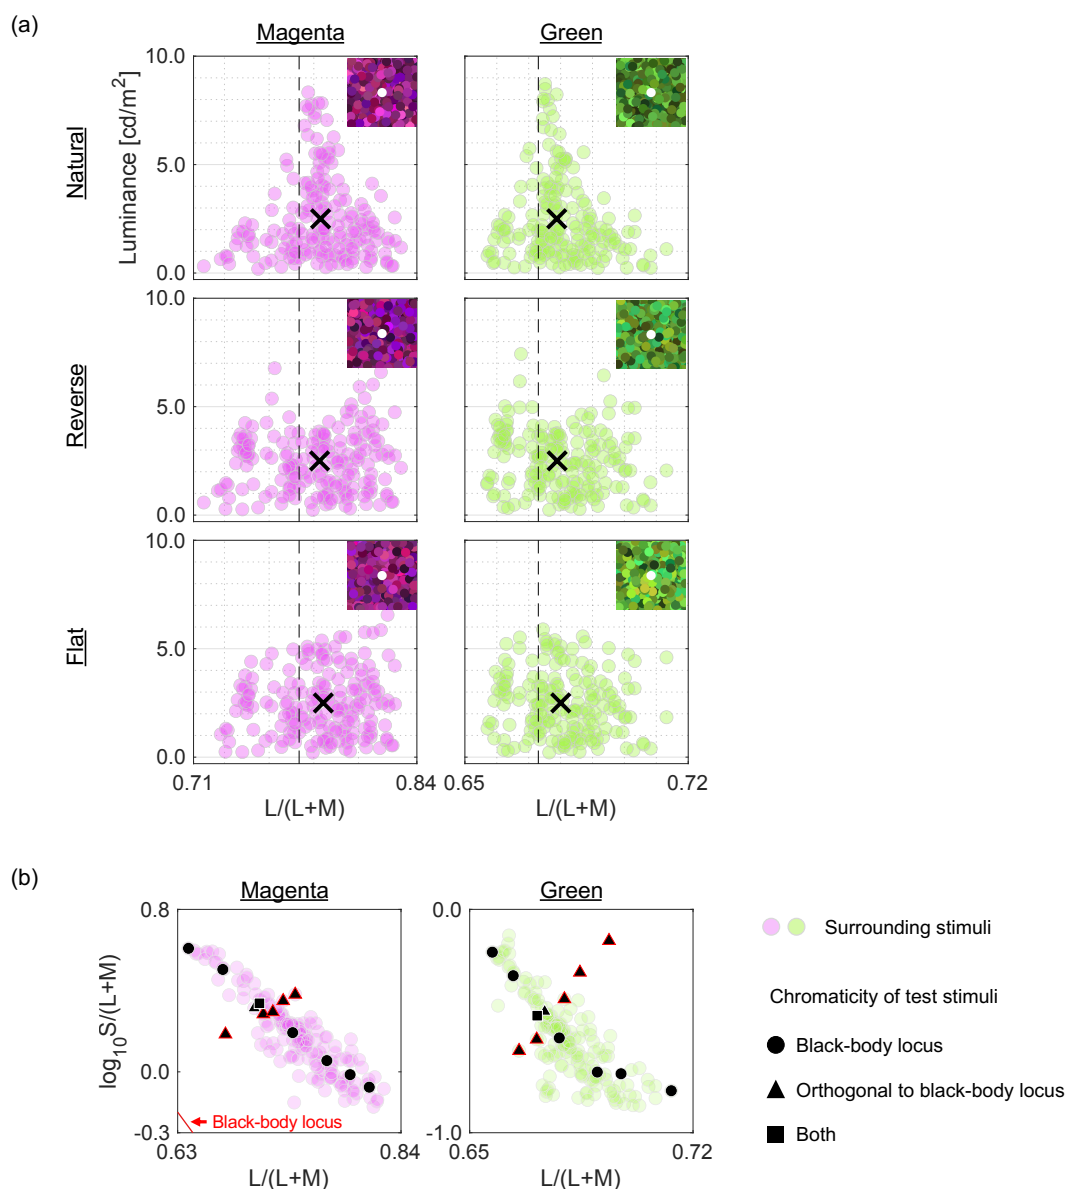 (a)
Magenta
Green
Natural
Luminance [cd/m²]
10.0
5.0
0.0
Reverse
10.0
5.0
0.0
Flat
10.0
5.0
0.0
0.71
0.84
0.65
0.72
L/(L+M)
L/(L+M)
(b)
Magenta
Green
log₁₀S/(L+M)
0.8
0.0
-0.3
Black-body locus
0.63
0.84
L/(L+M)
0.0
-1.0
0.65
0.72
L/(L+M)
Surrounding stimuli
Chromaticity of test stimuli
Black-body locus
Orthogonal to black-body locus
Both